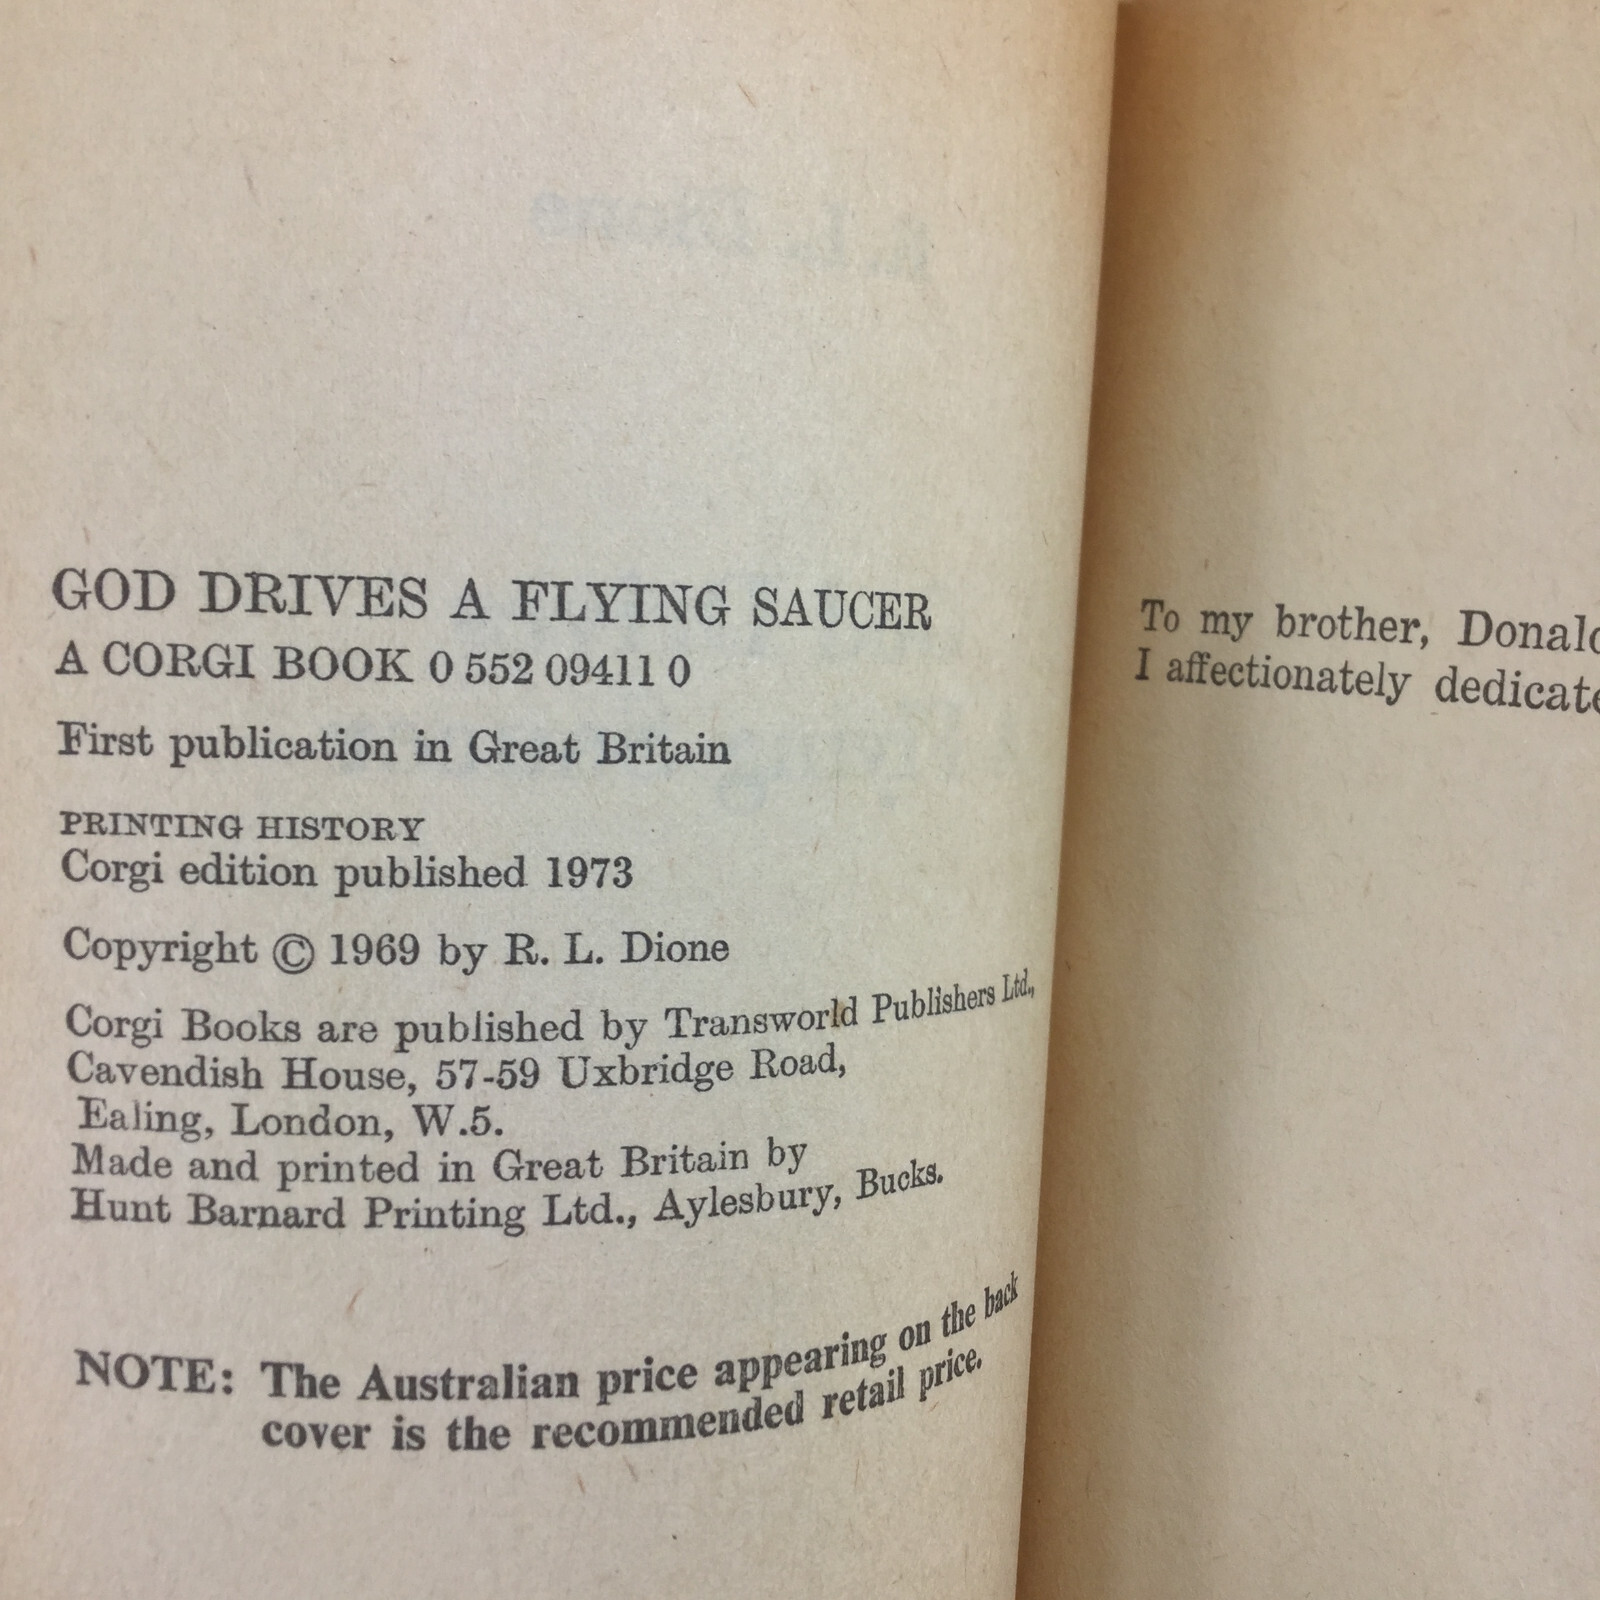 GOD DRIVES A FLYING SAUCER
A CORGI BOOK 0 552 09411 0
First publication in Great Britain
PRINTING HISTORY
Corgi edition published 1973
Copyright © 1969 by R. L. Dione
Corgi Books are published by Transworld Publishers Ltd.,
Cavendish House, 57-59 Uxbridge Road,
Ealing, London, W.5.
Made and printed in Great Britain by
Hunt Barnard Printing Ltd., Aylesbury, Bucks.
NOTE: The Australian price appearing on the back
cover is the recommended retail price.
To my brother, Donald
I affectionately dedicate